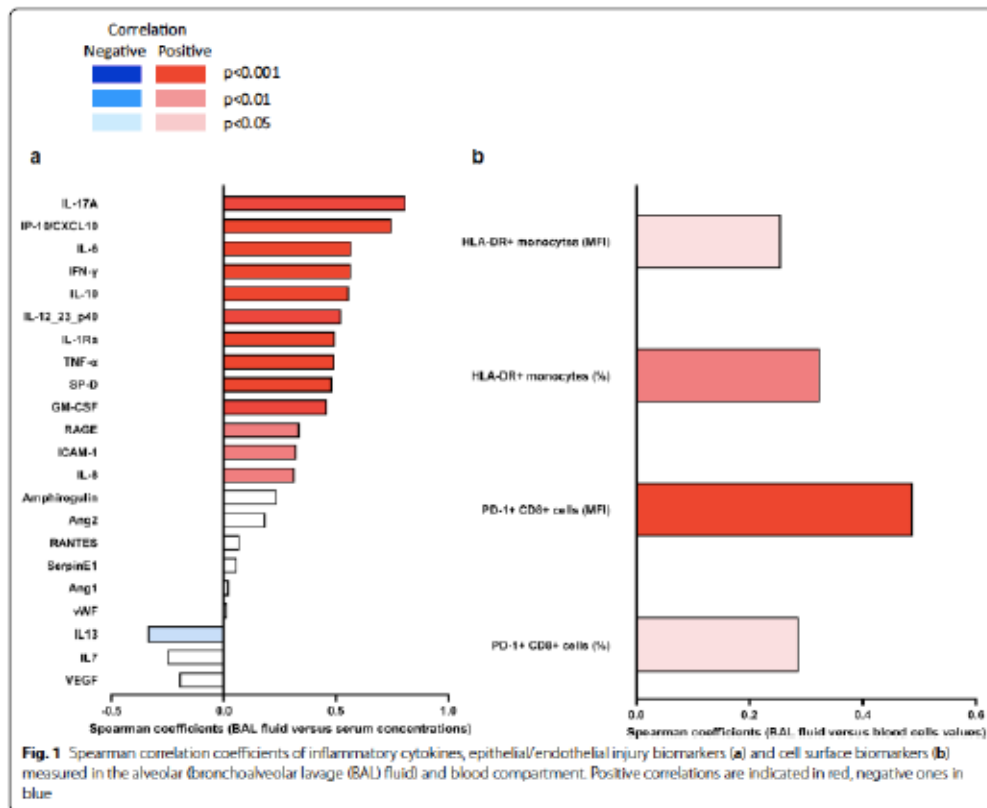 Correlation
Negative Positive
p<0.001
p<0.01
p<0.05
a
b
IL-17A
IP-10/CXCL10
IL-6
IFN-γ
IL-10
IL-12_23_p40
IL-1Ra
TNF-α
SP-D
GM-CSF
RAGE
ICAM-1
IL-8
Amphiregulin
Ang2
RANTES
SerpinE1
Ang1
vWF
IL13
IL7
VEGF
-0.5 0.0 0.5 1.0
Spearman coefficients (BAL fluid versus serum concentrations)
HLA-DR+ monocytes (MFI)
HLA-DR+ monocytes (%)
PD-1+ CD8+ cells (MFI)
PD-1+ CD8+ cells (%)
0.0 0.2 0.4 0.6
Spearman coefficients (BAL fluid versus blood cells values)
Fig. 1 Spearman correlation coefficients of inflammatory cytokines, epithelial/endothelial injury biomarkers (a) and cell surface biomarkers (b)
measured in the alveolar (bronchoalveolar lavage (BAL) fluid) and blood compartment. Positive correlations are indicated in red, negative ones in
blue